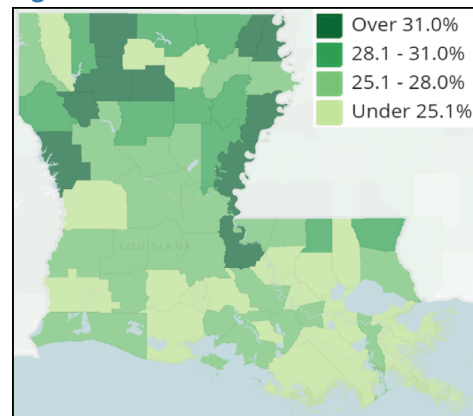 Over 31.0%
28.1 - 31.0%
25.1 - 28.0%
Under 25.1%
LOUISIANA